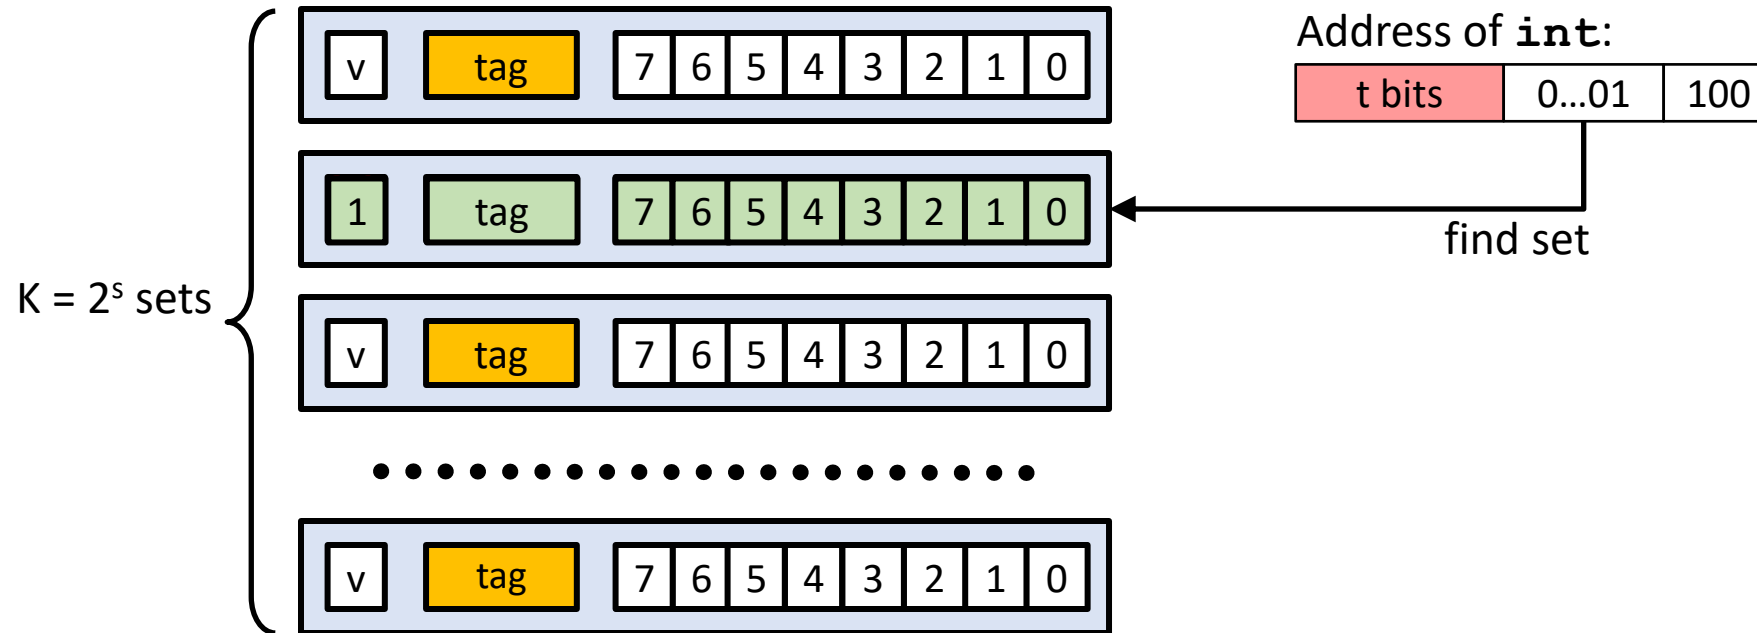 Address of int:
v tag 7 6 5 4 3 2 1 0
t bits 0...01 100
1 tag 7 6 5 4 3 2 1 0
find set
K = 2ˢ sets
v tag 7 6 5 4 3 2 1 0
v tag 7 6 5 4 3 2 1 0